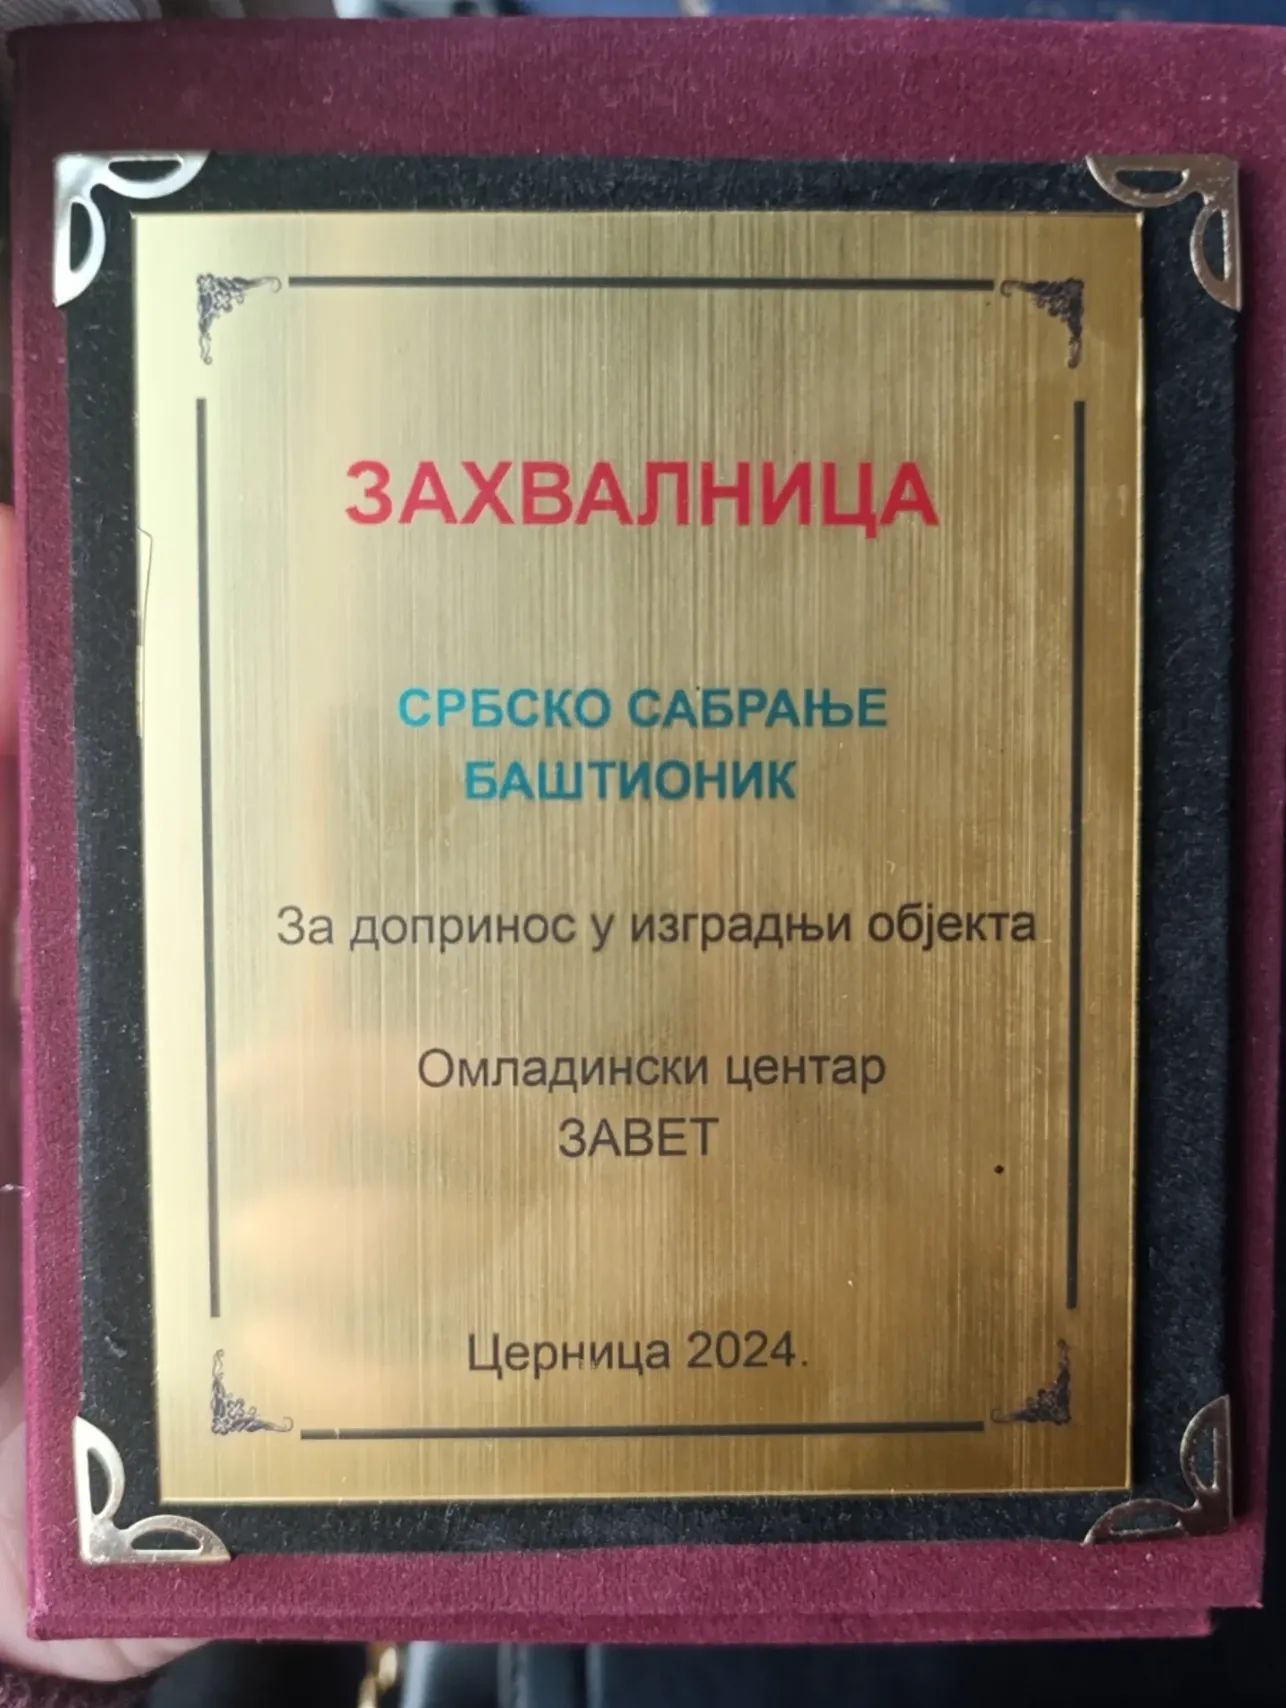 ЗАХВАЛНИЦА
СРБСКО САБРАЊЕ
БАШТИОНИК
За допринос у изградњи објекта
Омладински центар
ЗАВЕТ
Церница 2024.